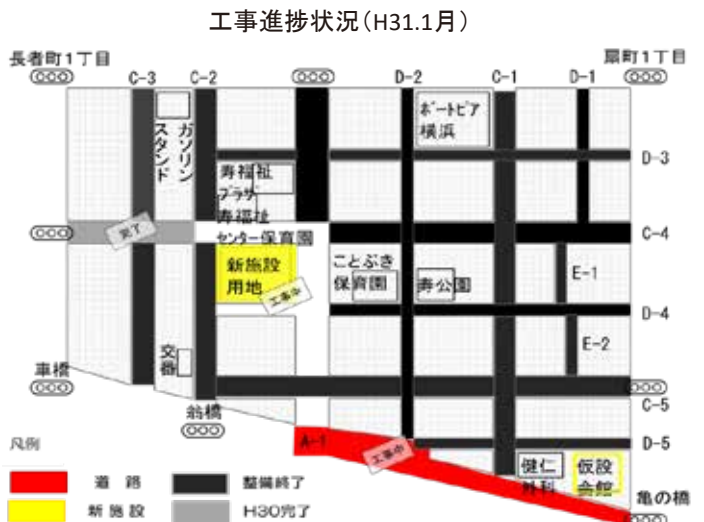 工事進捗状況(H31.1月)
長者町1丁目
扇町1丁目
C-3
C-2
D-2
C-1
D-1
ガソリン
スタンド
ボートピア
横浜
D-3
寿福祉
プラザ
寿福祉
センター保育園
完了
C-4
新施設
用地
工事中
ことぶき
保育園
寿公園
E-1
D-4
交番
E-2
車橋
翁橋
C-5
凡例
A-1
工事中
D-5
健仁
外科
仮設
会館
道 路
整備終了
亀の橋
新 施 設
H30完了